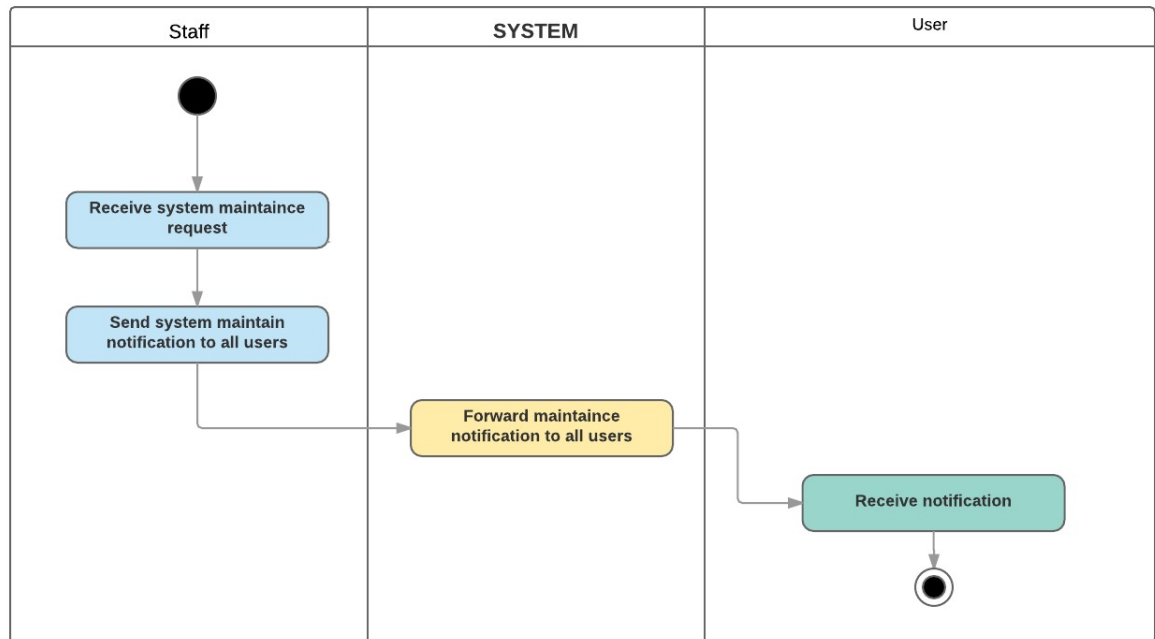 Staff
SYSTEM
User
Receive system maintaince
request
Send system maintain
notification to all users
Forward maintaince
notification to all users
Receive notification